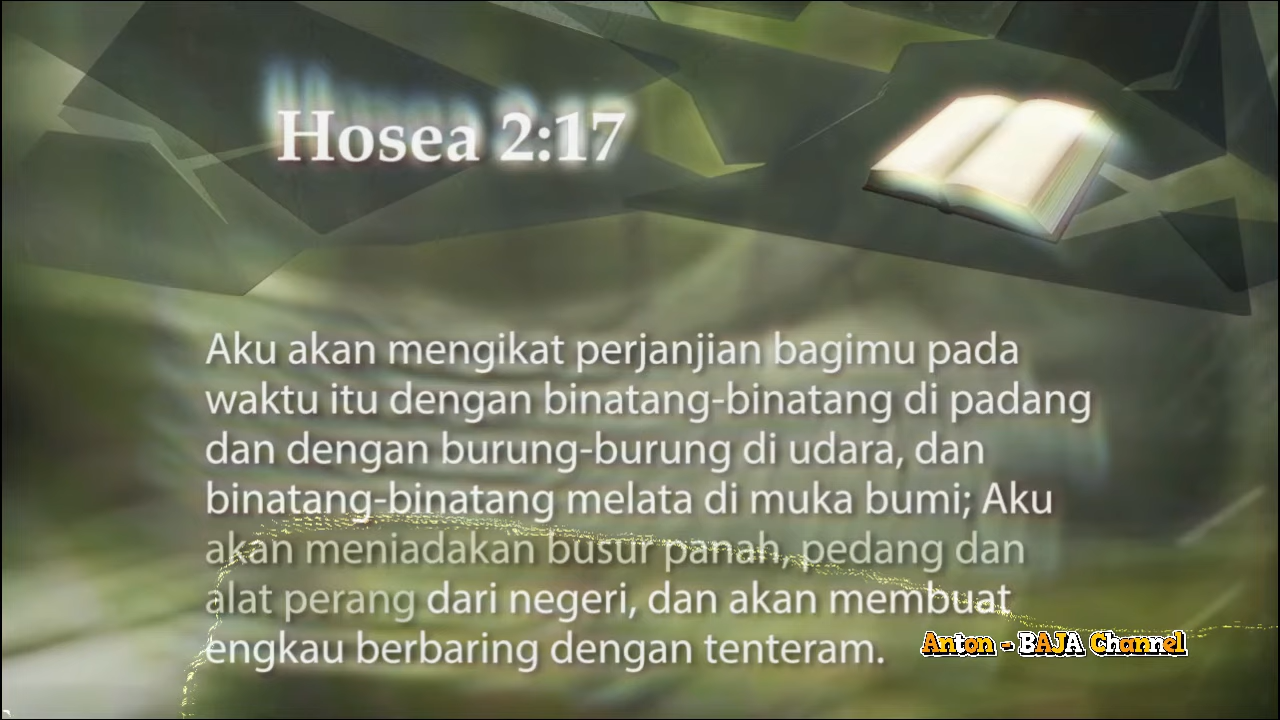 Hosea 2:17
Aku akan mengikat perjanjian bagimu pada
waktu itu dengan binatang-binatang di padang
dan dengan burung-burung di udara, dan
binatang-binatang melata di muka bumi; Aku
akan meniadakan busur panah, pedang dan
alat perang dari negeri, dan akan membuat
engkau berbaring dengan tenteram.
Anton - BAJA Channel